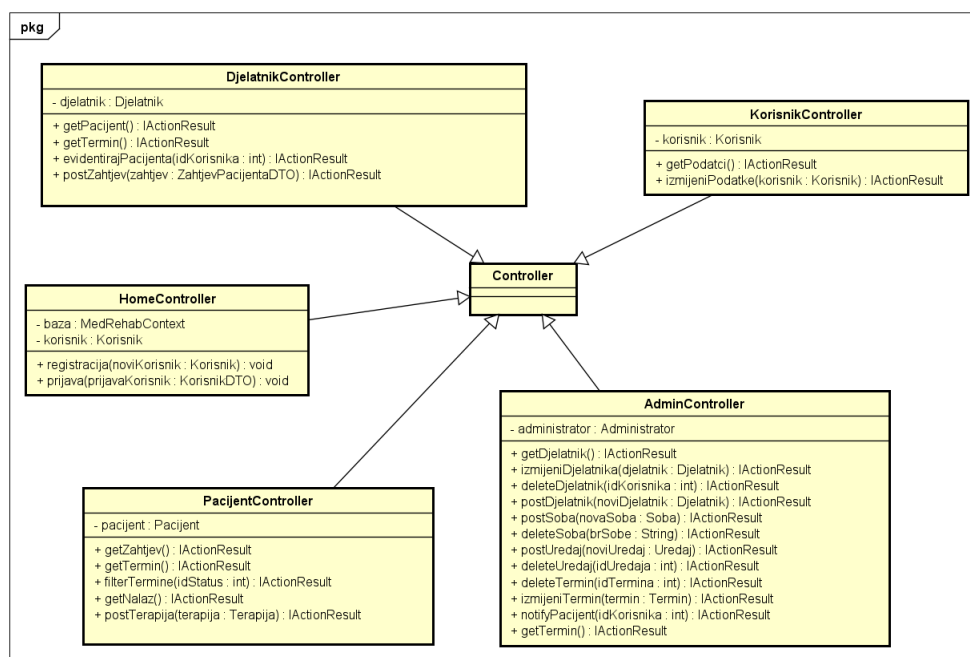 pkg
DjelatnikController
- djelatnik : Djelatnik
+ getPacijent() : IActionResult
+ getTermin() : IActionResult
+ evidentirajPacijenta(idKorisnika : int) : IActionResult
+ postZahtjev(zahtjev : ZahtjevPacijentaDTO) : IActionResult
KorisnikController
- korisnik : Korisnik
+ getPodatci() : IActionResult
+ izmijeniPodatke(korisnik : Korisnik) : IActionResult
Controller
HomeController
- baza : MedRehabContext
- korisnik : Korisnik
+ registracija(noviKorisnik : Korisnik) : void
+ prijava(prijavaKorisnik : KorisnikDTO) : void
AdminController
- administrator : Administrator
+ getDjelatnik() : IActionResult
+ izmijeniDjelatnika(djelatnik : Djelatnik) : IActionResult
+ deleteDjelatnik(idKorisnika : int) : IActionResult
+ postDjelatnik(noviDjelatnik : Djelatnik) : IActionResult
+ postSoba(novaSoba : Soba) : IActionResult
+ deleteSoba(brSobe : String) : IActionResult
+ postUredaj(noviUredaj : Uredaj) : IActionResult
+ deleteUredaj(idUredaja : int) : IActionResult
+ deleteTermin(idTermina : int) : IActionResult
+ izmijeniTermin(termin : Termin) : IActionResult
+ notifyPacijent(idKorisnika : int) : IActionResult
+ getTermin() : IActionResult
PacijentController
- pacijent : Pacijent
+ getZahtjev() : IActionResult
+ getTermin() : IActionResult
+ filterTermine(idStatus : int) : IActionResult
+ getNalaz() : IActionResult
+ postTerapija(terapija : Terapija) : IActionResult